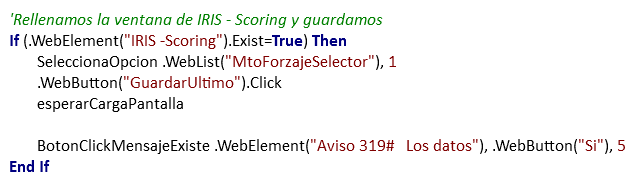 'Rellenamos la ventana de IRIS - Scoring y guardamos
If (.WebElement("IRIS -Scoring").Exist=True) Then
SeleccionaOpcion .WebList("MtoForzajeSelector"), 1
.WebButton("GuardarUltimo").Click
esperarCargaPantalla
BotonClickMensajeExiste .WebElement("Aviso 319#   Los datos"), .WebButton("Si"), 5
End If